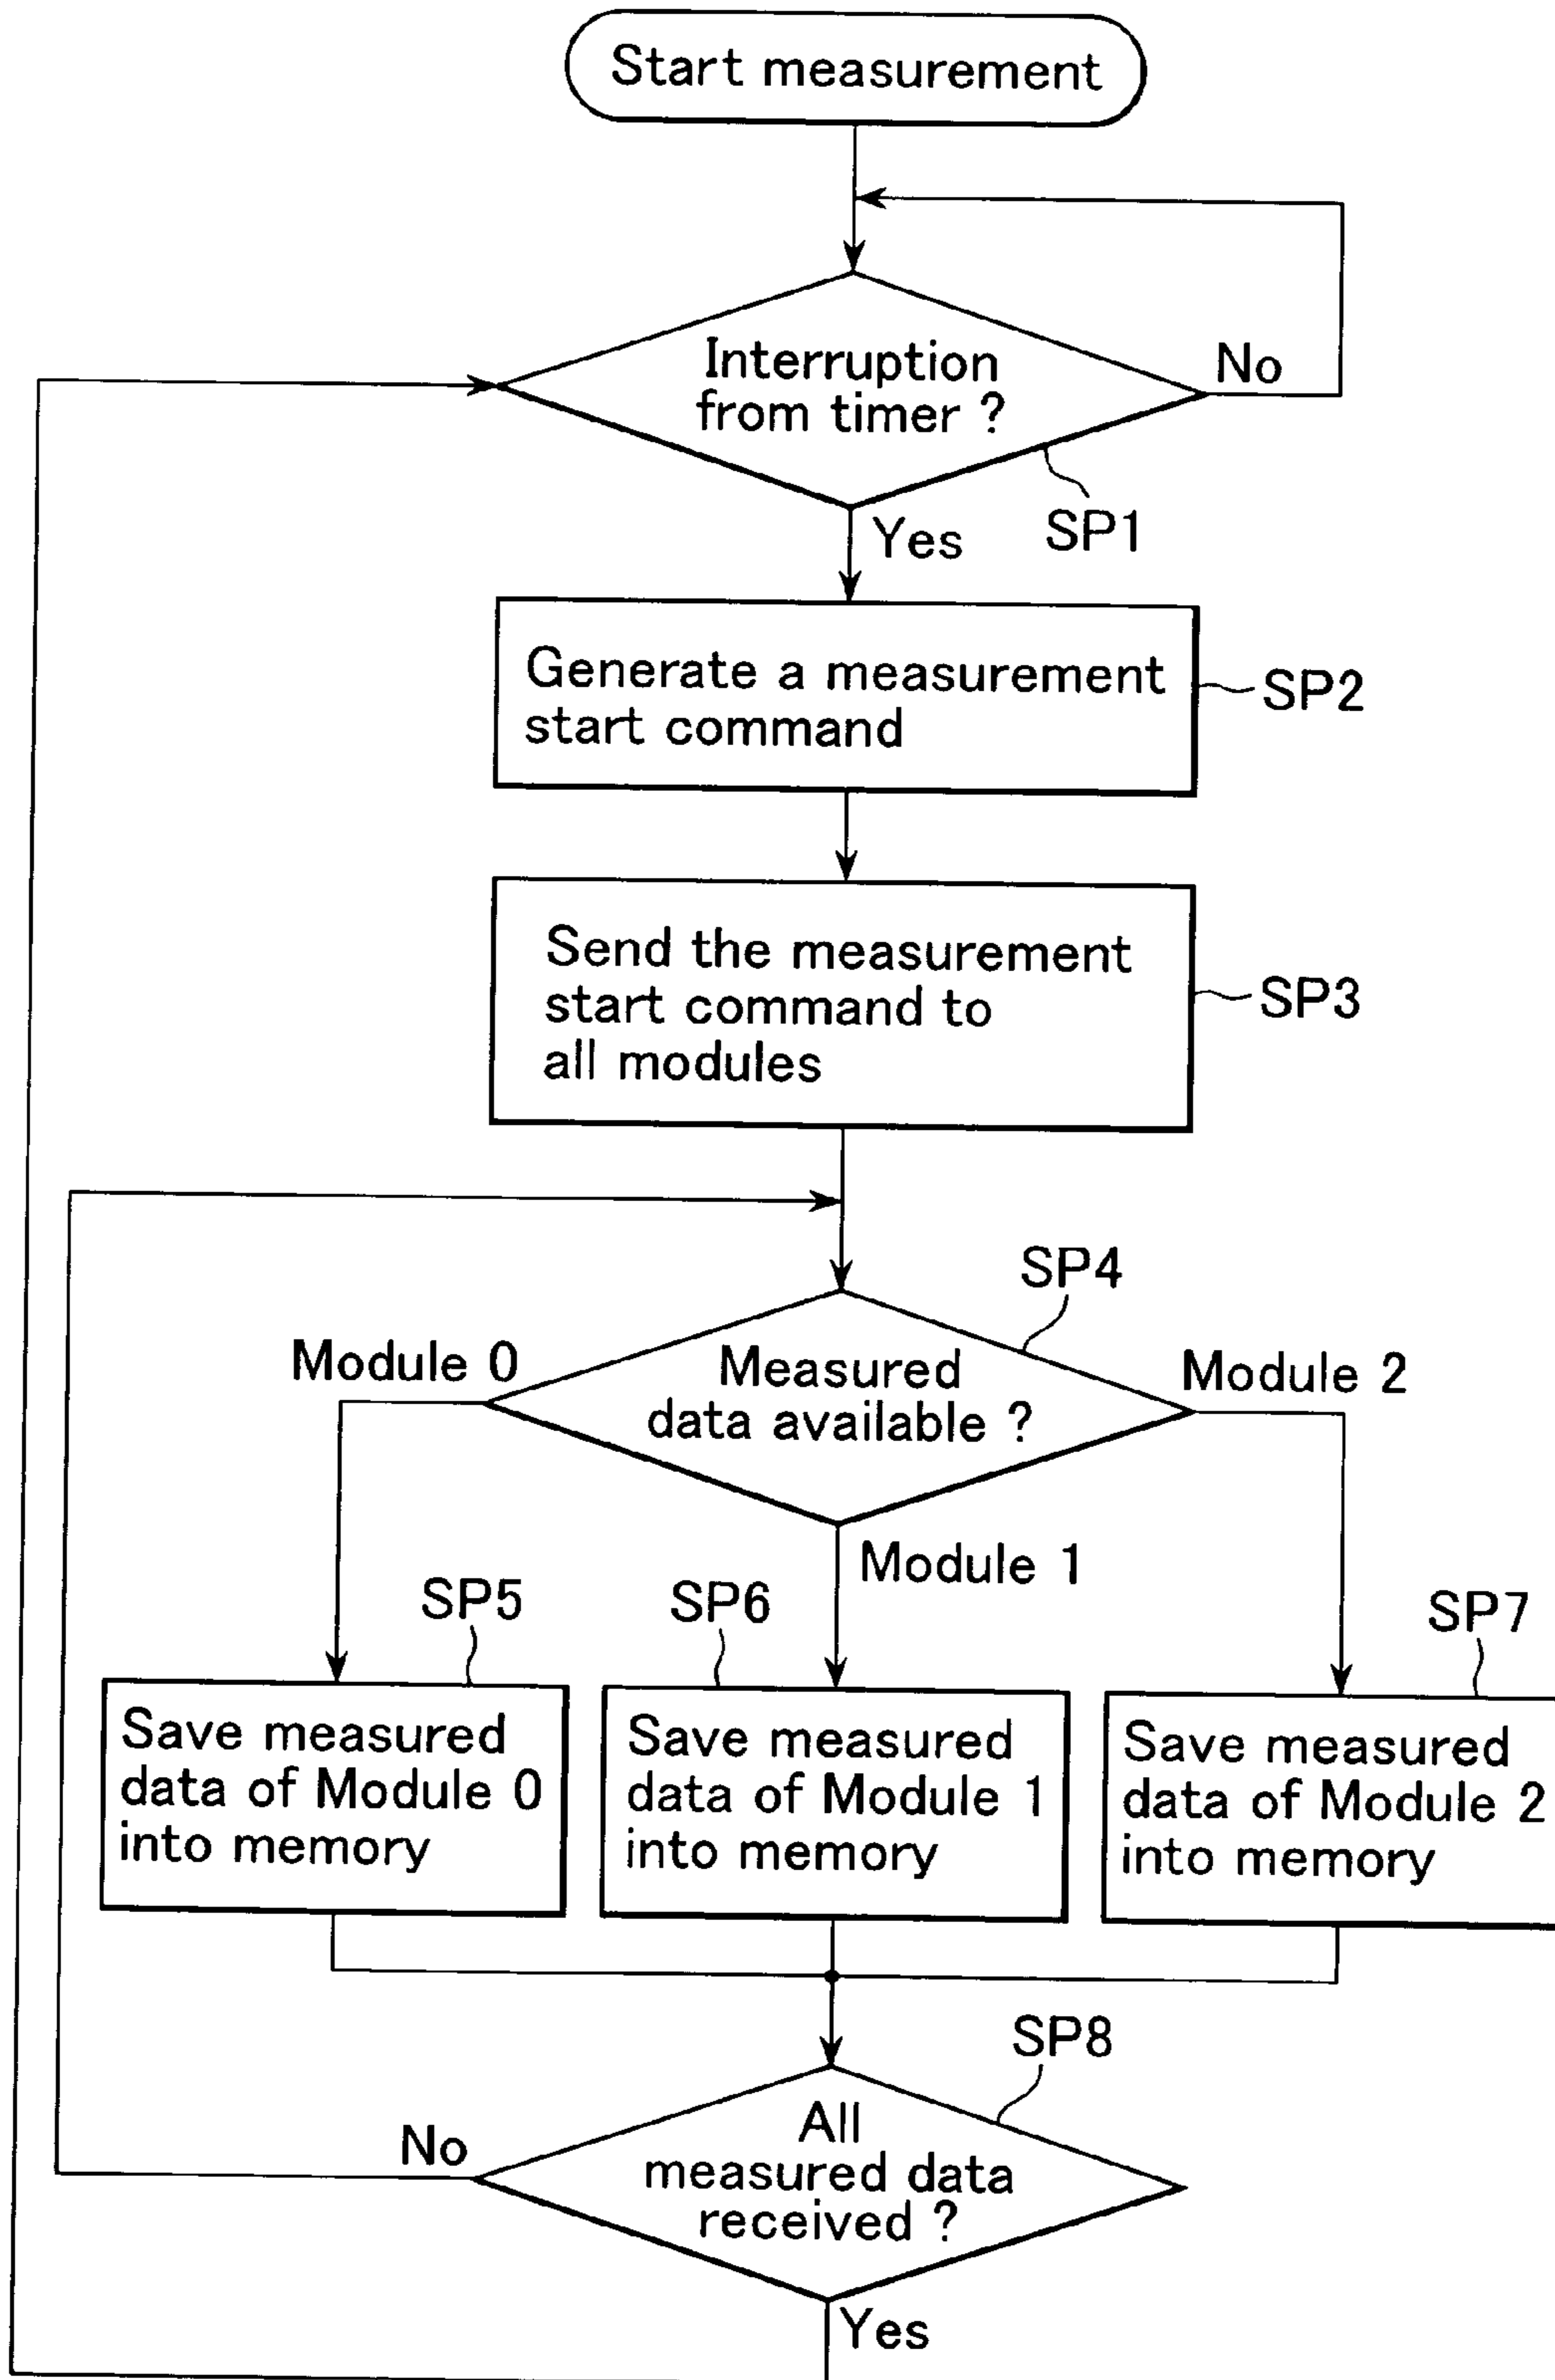 Start measurement
Interruption
from timer ?
No
SP1
Yes
Generate a measurement
start command
SP2
Send the measurement
start command to
all modules
SP3
SP4
Module 0
Measured
data available ?
Module 2
Module 1
SP5
SP6
SP7
Save measured
data of Module 0
into memory
Save measured
data of Module 1
into memory
Save measured
data of Module 2
into memory
SP8
No
All
measured data
received ?
Yes